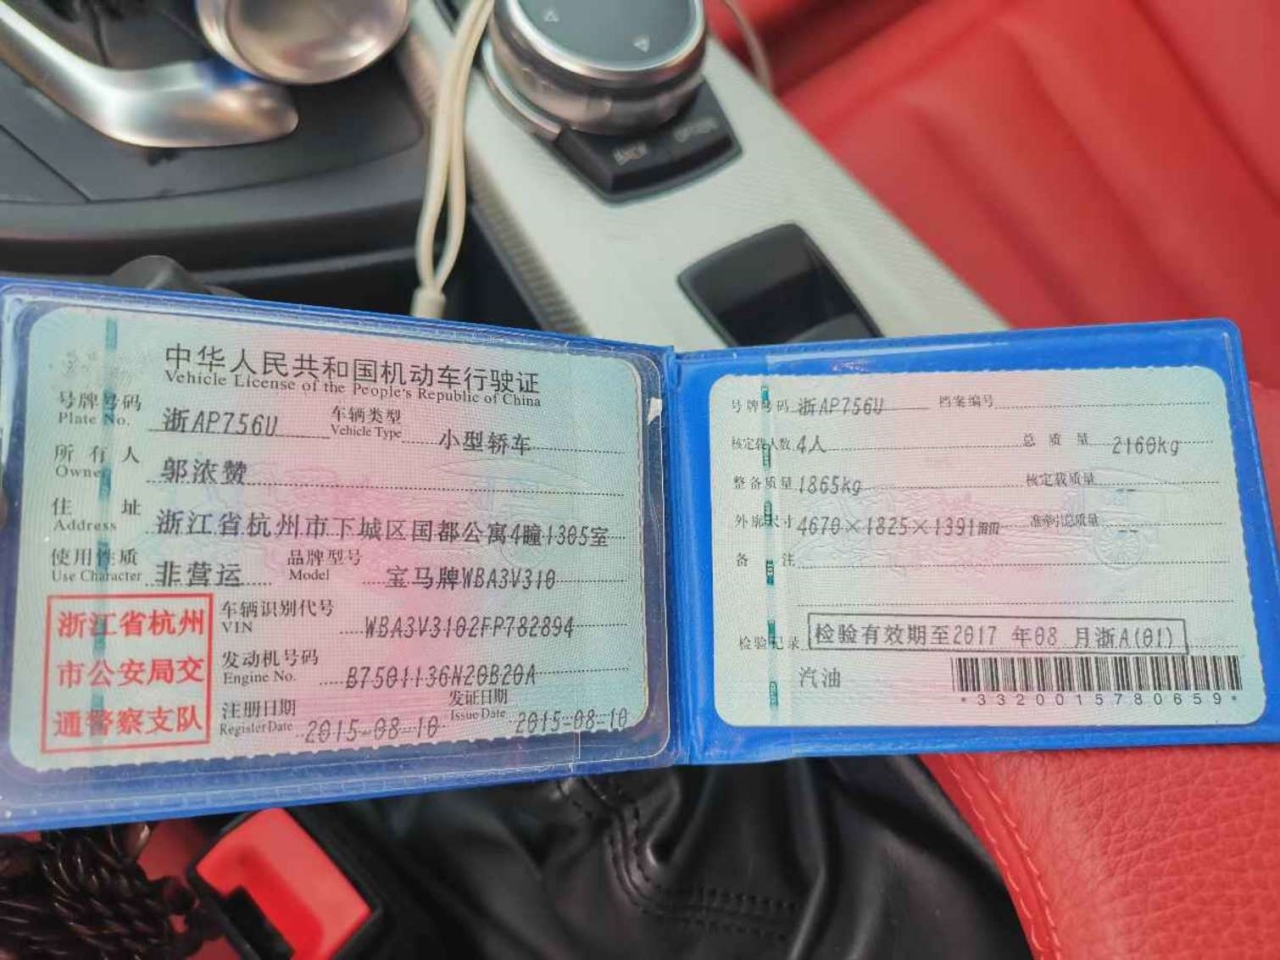 中华人民共和国机动车行驶证
Vehicle License of the People's Republic of China
号牌号码 浙AP756U 车辆类型 小型轿车
Plate No. Vehicle Type
所有人 邬浓赞
Owner
住址 浙江省杭州市下城区国都公寓4瞳1305室
Address
使用性质 非营运 品牌型号 宝马牌WBA3V310
Use Character Model
浙江省杭州
市公安局交
通警察支队
车辆识别代号 WBA3V3102FP782894
VIN
发动机号码 B7501136N20B20A
Engine No.
注册日期 2015-08-10 发证日期 2015-08-10
Register Date Issue Date
号牌号码 浙AP756U 档案编号
核定载人数 4人 总质量 2160kg
整备质量 1865kg 核定载质量 --
外廓尺寸 4670×1825×1391mm 准牵引总质量 --
备注
检验记录 检验有效期至2017 年08 月浙A(01)
汽油
*3320015780659*
BACK OPTION